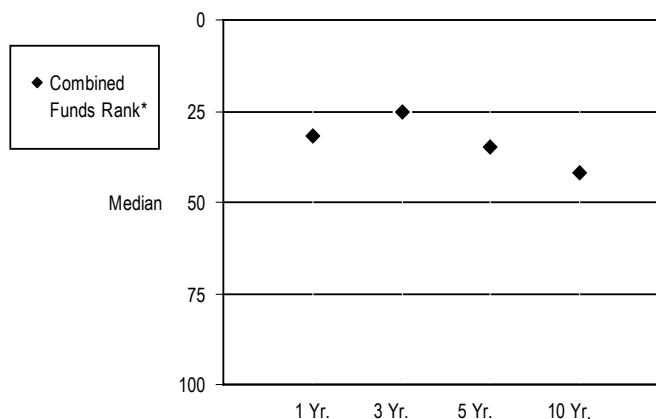 0
Combined
Funds Rank*
25
Median 50
75
100
1 Yr. 3 Yr. 5 Yr. 10 Yr.